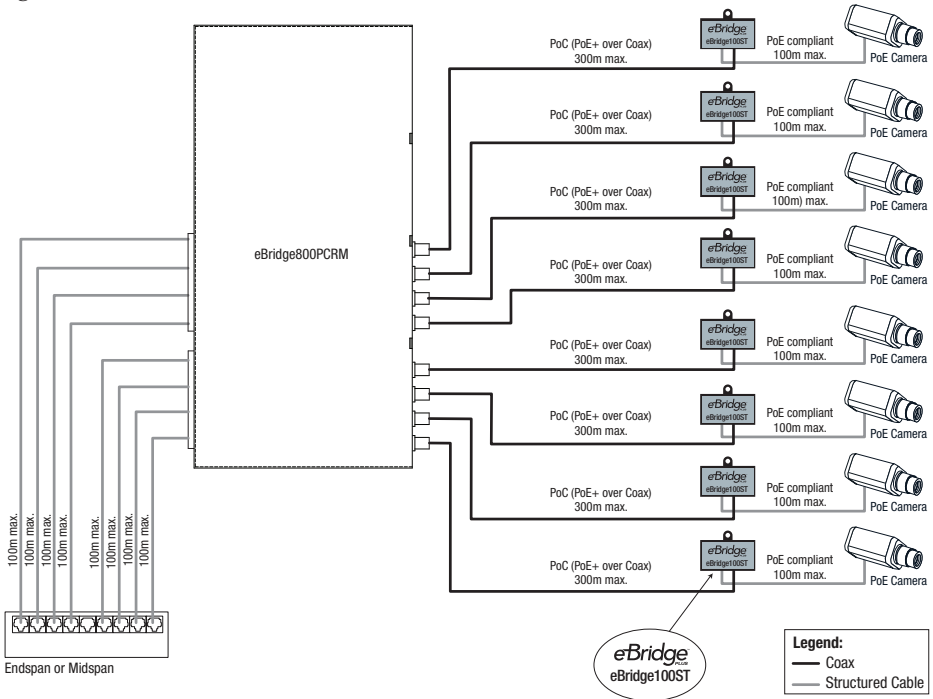 PoC (PoE+ over Coax)
300m max.
eBridge
eBridge100ST
PoE compliant
100m max.
PoE Camera
PoC (PoE+ over Coax)
300m max.
eBridge
eBridge100ST
PoE compliant
100m max.
PoE Camera
PoC (PoE+ over Coax)
300m max.
eBridge
eBridge100ST
PoE compliant
100m) max.
PoE Camera
PoC (PoE+ over Coax)
300m max.
eBridge
eBridge100ST
PoE compliant
100m max.
PoE Camera
eBridge800PCRM
PoC (PoE+ over Coax)
300m max.
eBridge
eBridge100ST
PoE compliant
100m max.
PoE Camera
PoC (PoE+ over Coax)
300m max.
eBridge
eBridge100ST
PoE compliant
100m max.
PoE Camera
PoC (PoE+ over Coax)
300m max.
eBridge
eBridge100ST
PoE compliant
100m max.
PoE Camera
PoC (PoE+ over Coax)
300m max.
eBridge
eBridge100ST
PoE compliant
100m max.
PoE Camera
100m max.
100m max.
100m max.
100m max.
100m max.
100m max.
100m max.
100m max.
Endspan or Midspan
eBridge
PLUS
eBridge100ST
Legend:
Coax
Structured Cable